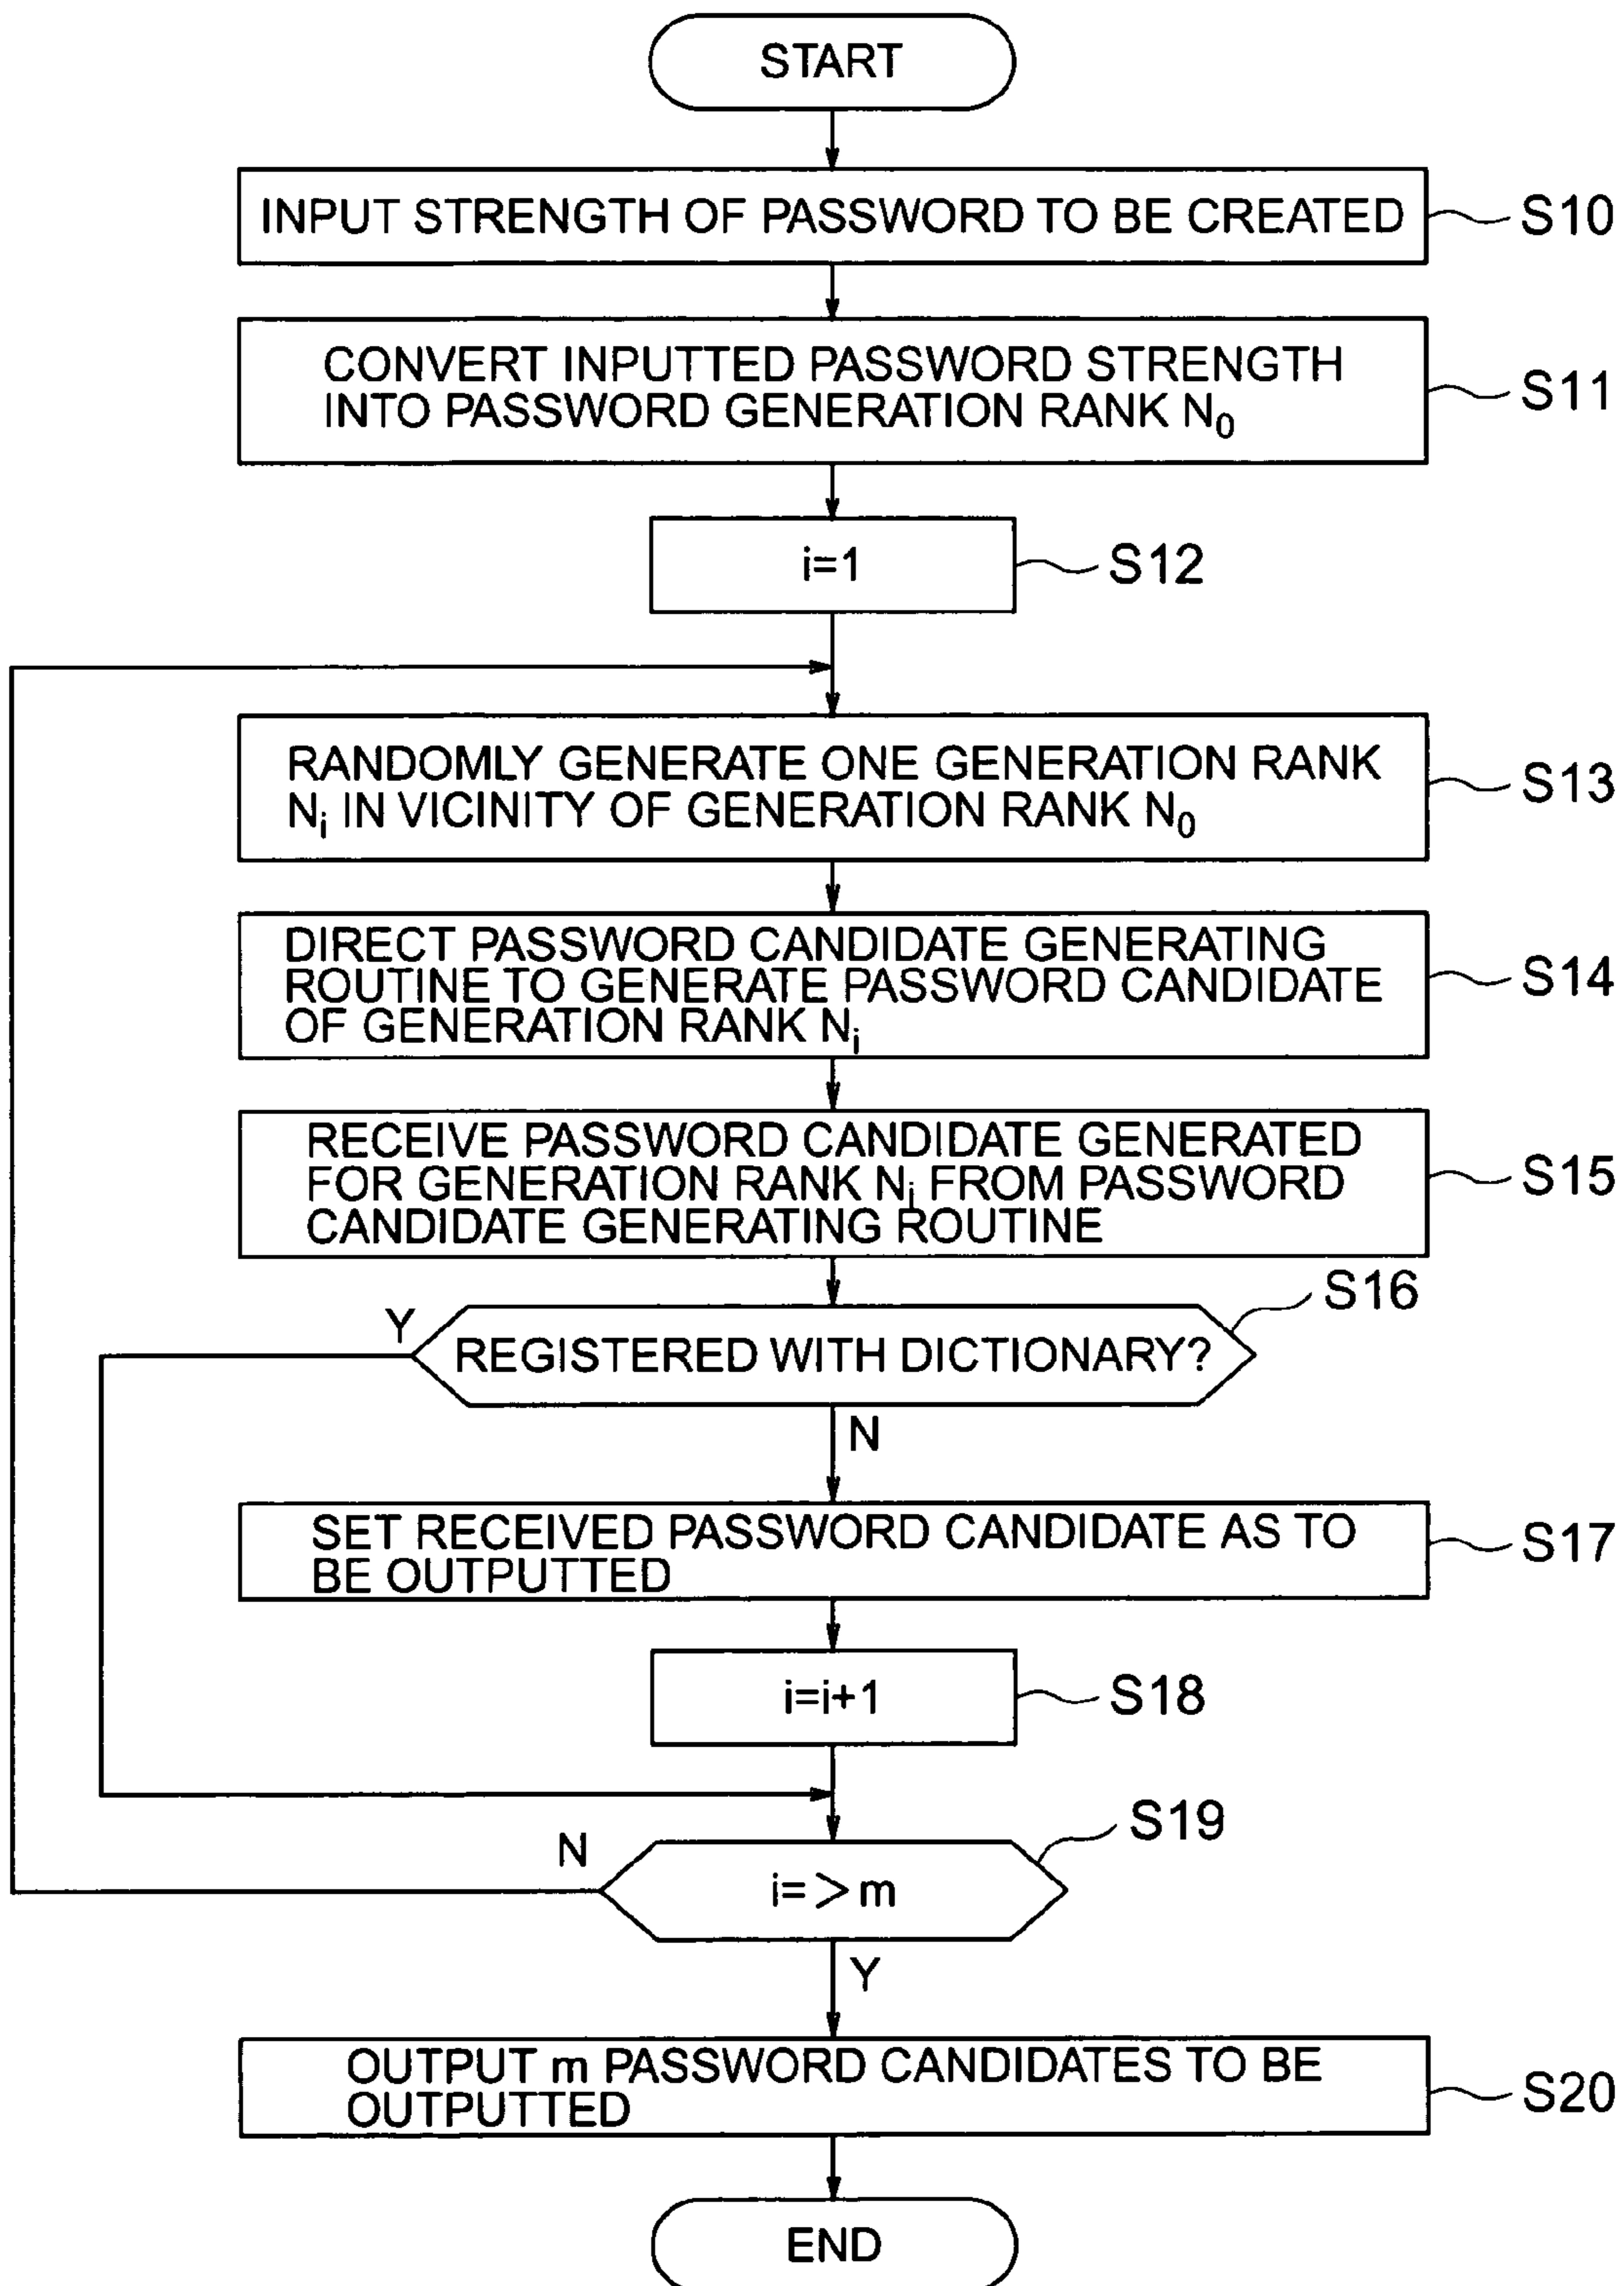 START
INPUT STRENGTH OF PASSWORD TO BE CREATED
S10
CONVERT INPUTTED PASSWORD STRENGTH
INTO PASSWORD GENERATION RANK N0
S11
i=1
S12
RANDOMLY GENERATE ONE GENERATION RANK
Ni IN VICINITY OF GENERATION RANK N0
S13
DIRECT PASSWORD CANDIDATE GENERATING
ROUTINE TO GENERATE PASSWORD CANDIDATE
OF GENERATION RANK Ni
S14
RECEIVE PASSWORD CANDIDATE GENERATED
FOR GENERATION RANK Ni FROM PASSWORD
CANDIDATE GENERATING ROUTINE
S15
S16
Y
REGISTERED WITH DICTIONARY?
N
SET RECEIVED PASSWORD CANDIDATE AS TO
BE OUTPUTTED
S17
i=i+1
S18
S19
N
i=>m
Y
OUTPUT m PASSWORD CANDIDATES TO BE
OUTPUTTED
S20
END